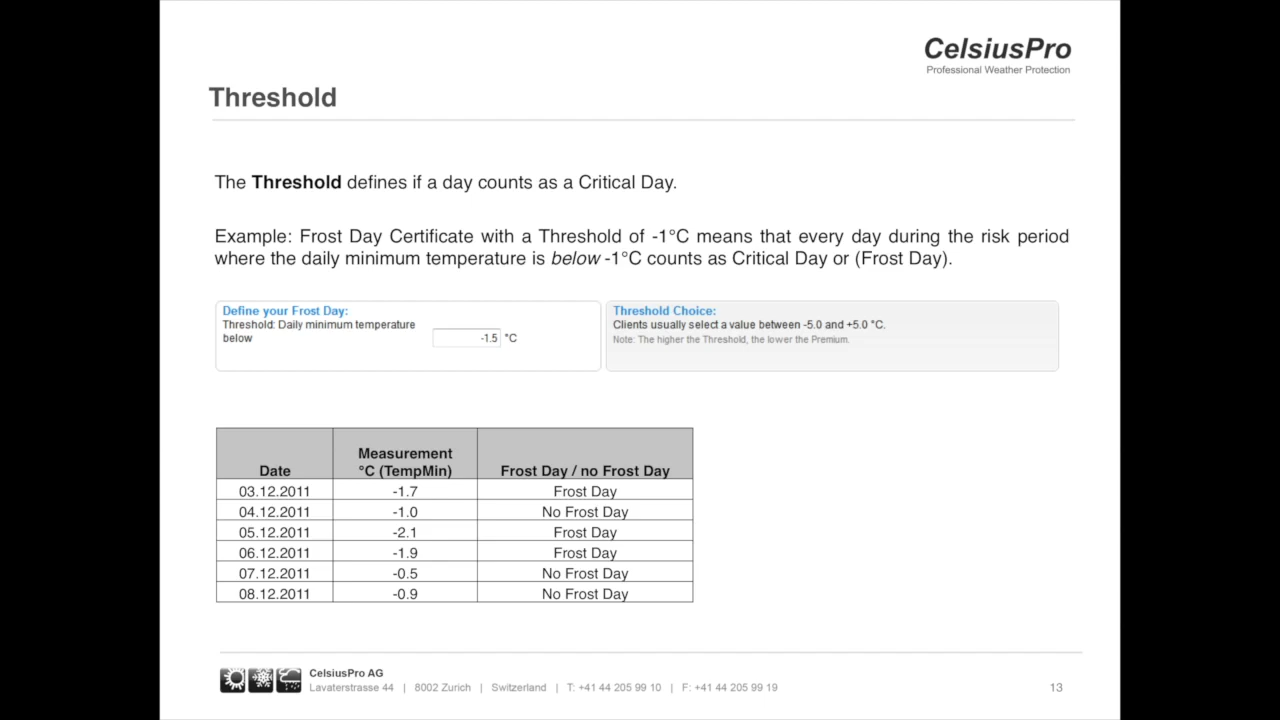 CelsiusPro
Professional Weather Protection
Threshold
The Threshold defines if a day counts as a Critical Day.
Example: Frost Day Certificate with a Threshold of -1°C means that every day during the risk period
where the daily minimum temperature is below -1°C counts as Critical Day or (Frost Day).
Define your Frost Day:
Threshold: Daily minimum temperature
below -1.5 °C
Threshold Choice:
Clients usually select a value between -5.0 and +5.0 °C.
Note: The higher the Threshold, the lower the Premium.
Date Measurement °C (TempMin) Frost Day / no Frost Day
03.12.2011 -1.7 Frost Day
04.12.2011 -1.0 No Frost Day
05.12.2011 -2.1 Frost Day
06.12.2011 -1.9 Frost Day
07.12.2011 -0.5 No Frost Day
08.12.2011 -0.9 No Frost Day
CelsiusPro AG
Lavaterstrasse 44 | 8002 Zurich | Switzerland | T: +41 44 205 99 10 | F: +41 44 205 99 19
13